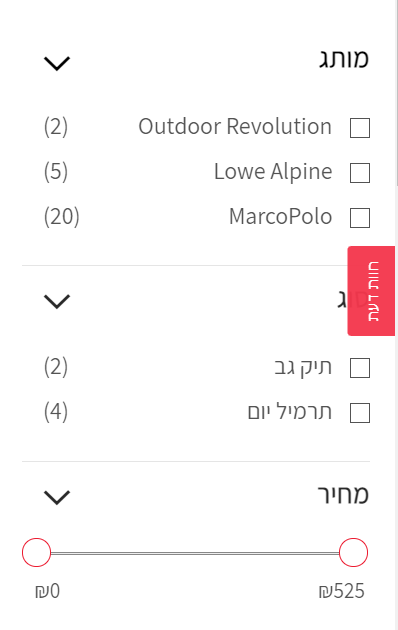 מותג
Outdoor Revolution (2)
Lowe Alpine (5)
MarcoPolo (20)
חוות דעת
סוג
תיק גב (2)
תרמיל יום (4)
מחיר
₪525 ₪0